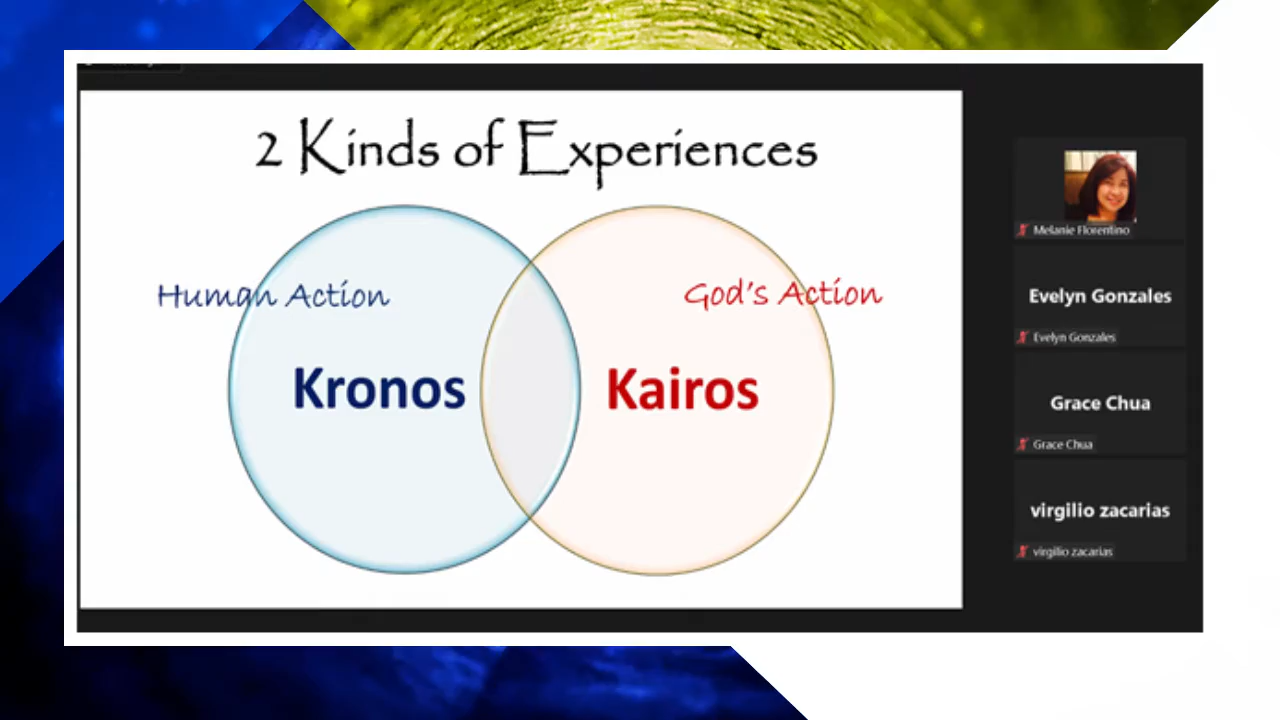 2 Kinds of Experiences
Human Action
God's Action
Kronos
Kairos
Melanie Florentino
Evelyn Gonzales
Evelyn Gonzales
Grace Chua
Grace Chua
virgilio zacarias
virgilio zacarias